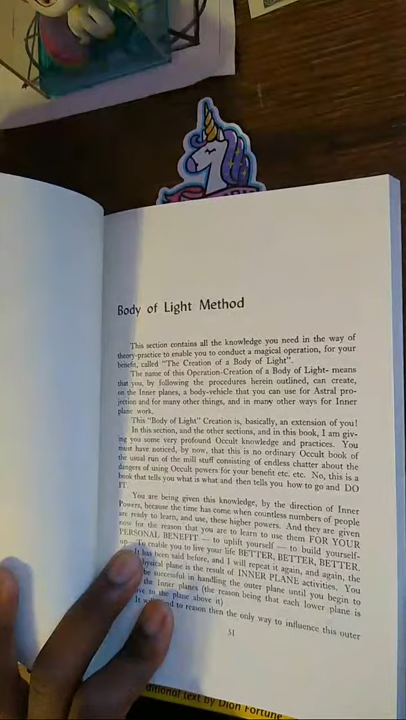 Body of Light Method
This section contains all the knowledge you need in the way of
theory-practice to enable you to conduct a magical operation, for your
benefit, called "The Creation of a Body of Light".
The name of this Operation-Creation of a Body of Light- means
that you, by following the procedures herein outlined, can create,
on the Inner planes, a body-vehicle that you can use for Astral pro-
jection and for many other things, and in many other ways for Inner
plane work.
This "Body of Light" Creation is, basically, an extension of you!
In this section, and the other sections, and in this book, I am giv-
ing you some very profound Occult knowledge and practices. You
must have noticed, by now, that this is no ordinary Occult book of
the usual run of the mill stuff consisting of endless chatter about the
dangers of using Occult powers for your benefit etc. etc. No, this is a
book that tells you what is what and then tells you how to go and DO
IT.
You are being given this knowledge, by the direction of Inner
Powers, because the time has come when countless numbers of people
are ready to learn, and use, these higher powers. And they are given
now for the reason that you are to learn to use them FOR YOUR
PERSONAL BENEFIT — to uplift yourself — to build yourself-
up. To enable you to live your life BETTER, BETTER, BETTER.
It has been said before, and I will repeat it again, and again, the
physical plane is the result of INNER PLANE activities. You
be successful in handling the outer plane until you begin to
the Inner planes (the reason being that each lower plane is
to the plane above it)
It to reason then the only way to influence this outer
51
text by Dion Fortune